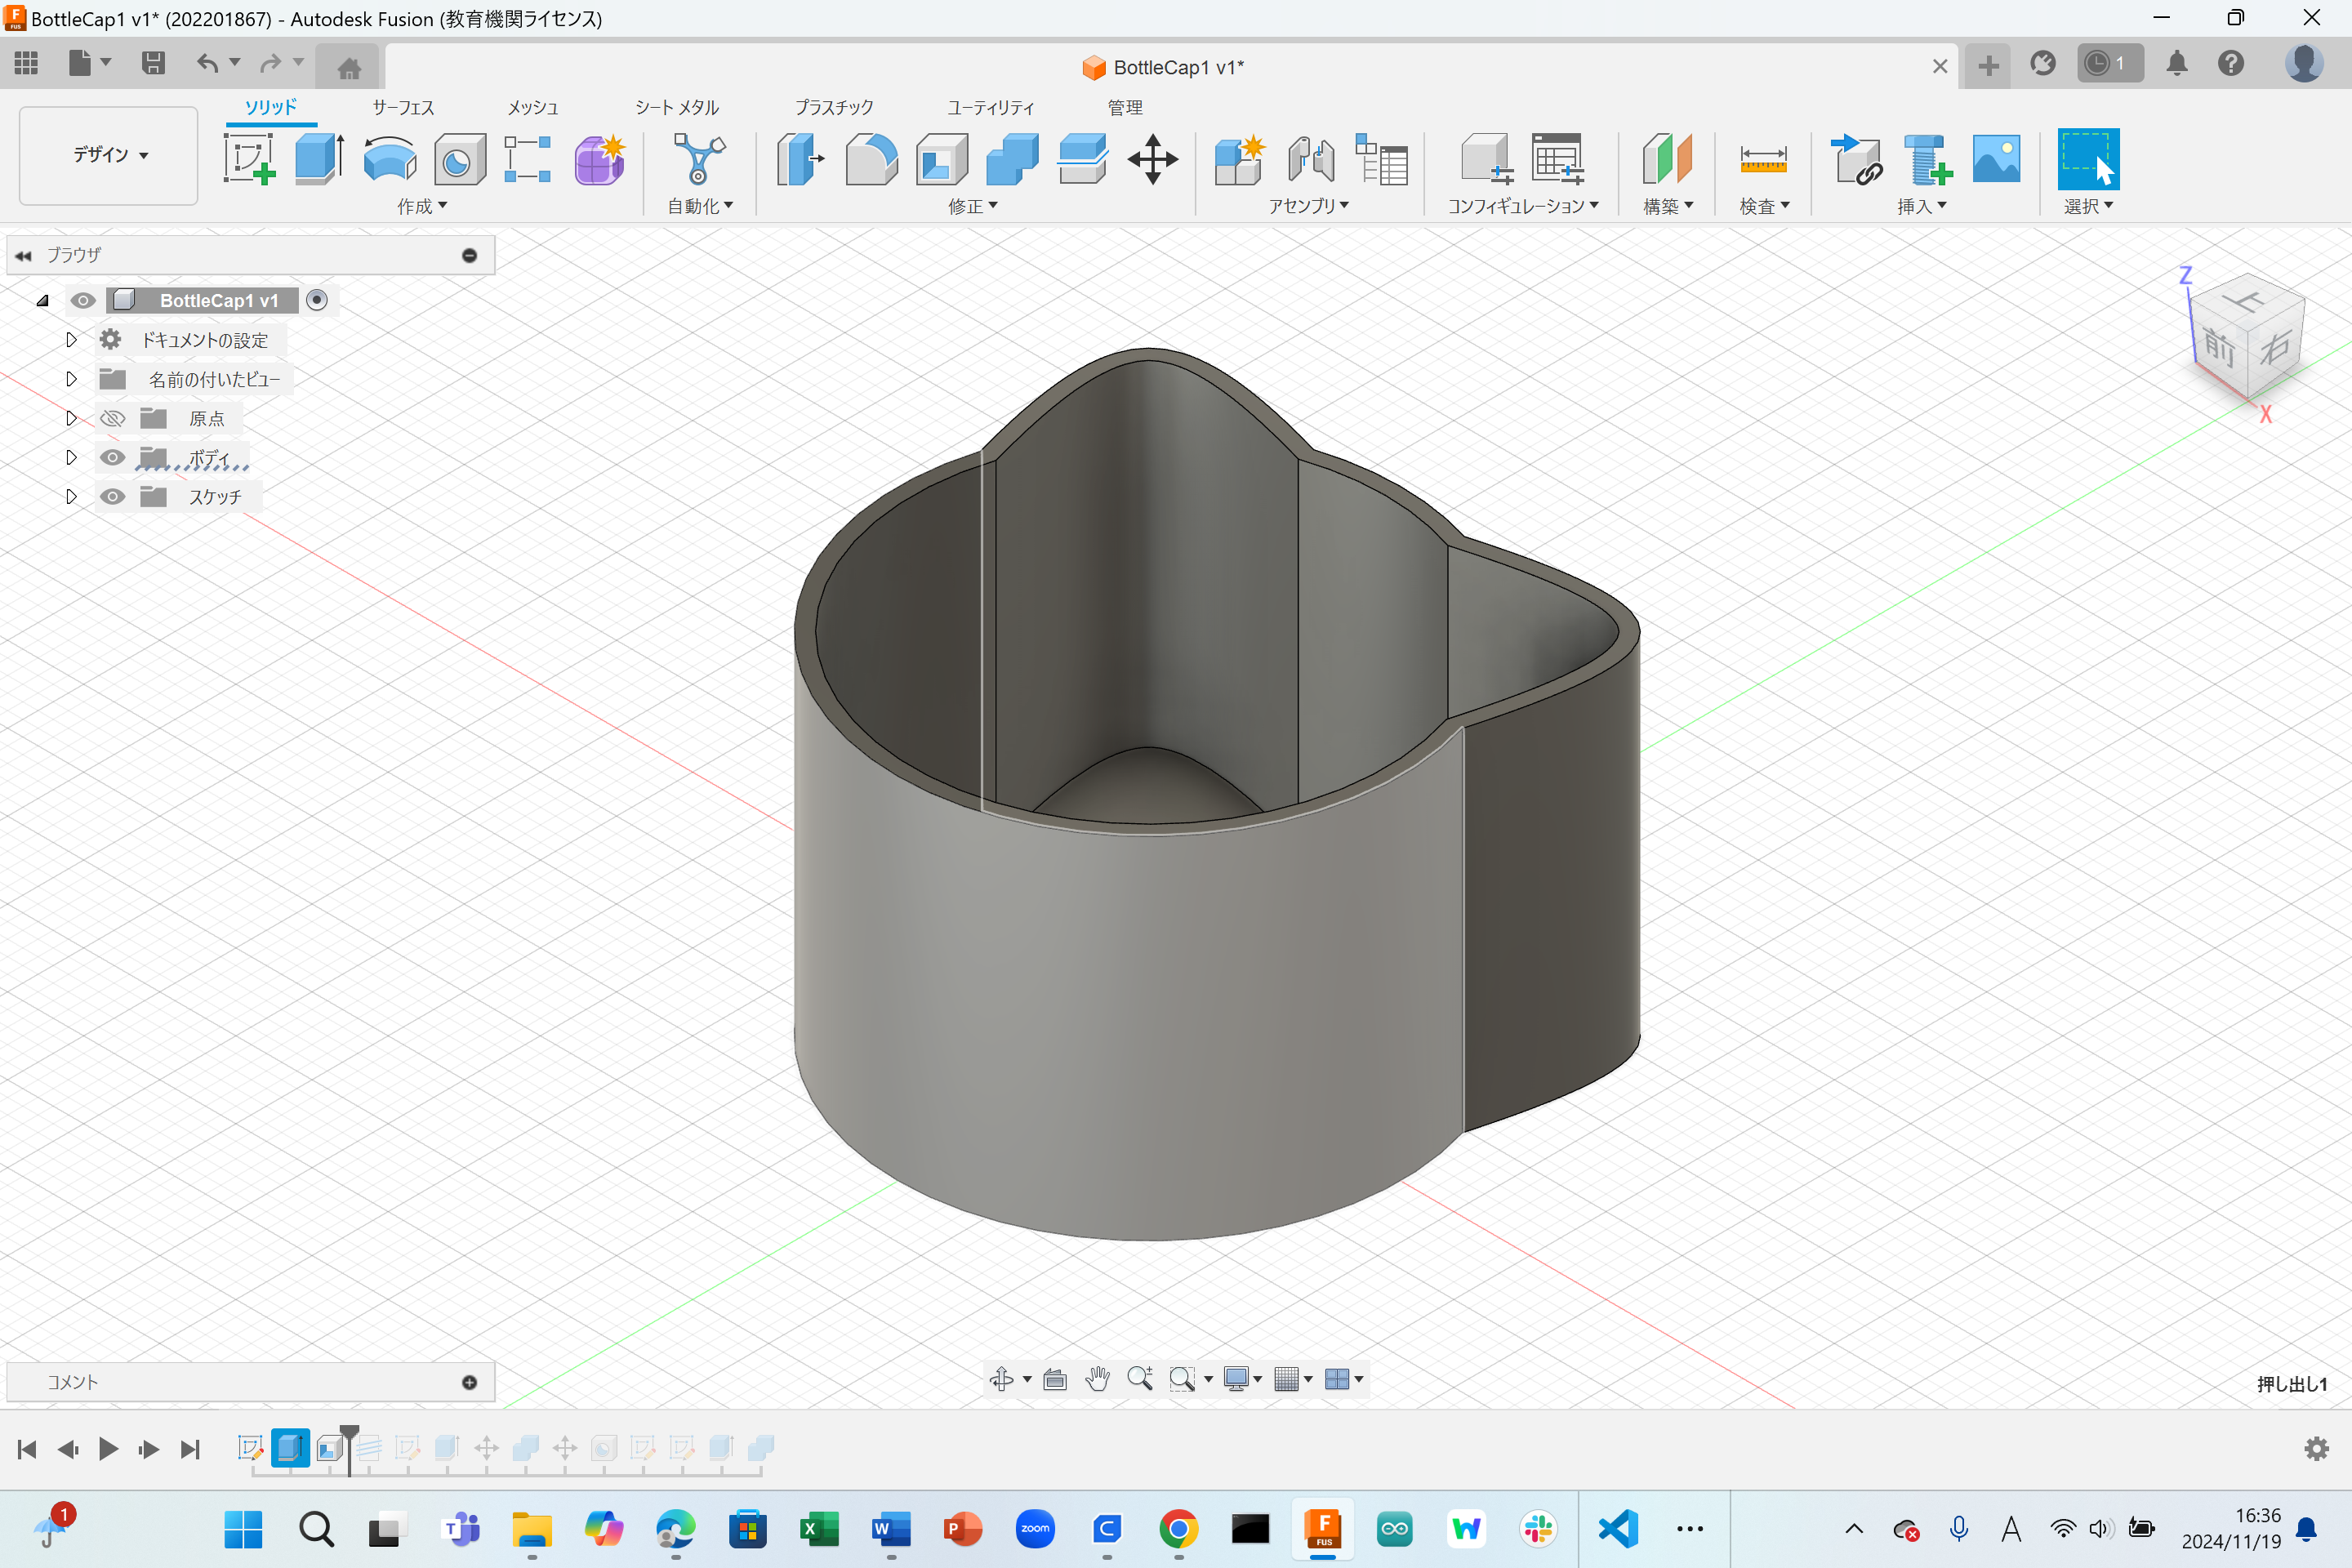 BottleCap1 v1* (202201867) - Autodesk Fusion (教育機関ライセンス)
BottleCap1 v1*
1
デザイン
ソリッド サーフェス メッシュ シート メタル プラスチック ユーティリティ 管理
作成 自動化 修正 アセンブリ コンフィギュレーション 構築 検査 挿入 選択
ブラウザ
BottleCap1 v1
ドキュメントの設定
名前の付いたビュー
原点
ボディ
スケッチ
Z
上
前
右
X
コメント
押し出し1
1
zoom
F
FUS
A
16:36
2024/11/19